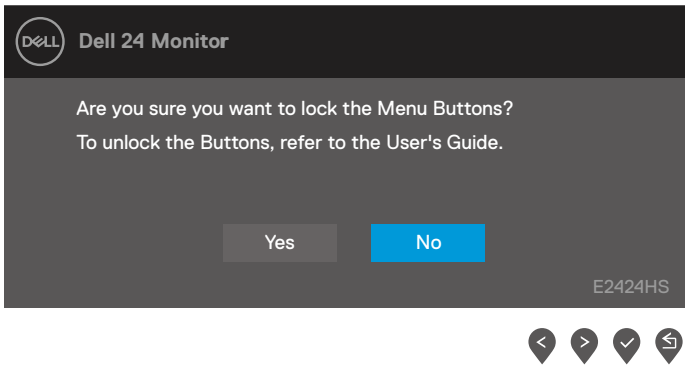 DELL Dell 24 Monitor
Are you sure you want to lock the Menu Buttons?
To unlock the Buttons, refer to the User's Guide.
Yes No
E2424HS